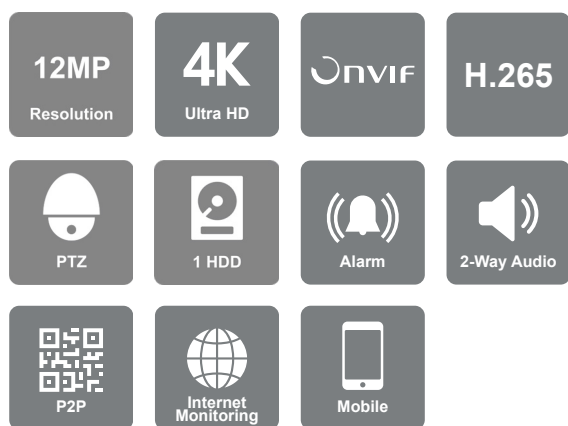 12MP
Resolution
4K
Ultra HD
ONVIF
H.265
PTZ
1 HDD
Alarm
2-Way Audio
P2P
Internet
Monitoring
Mobile